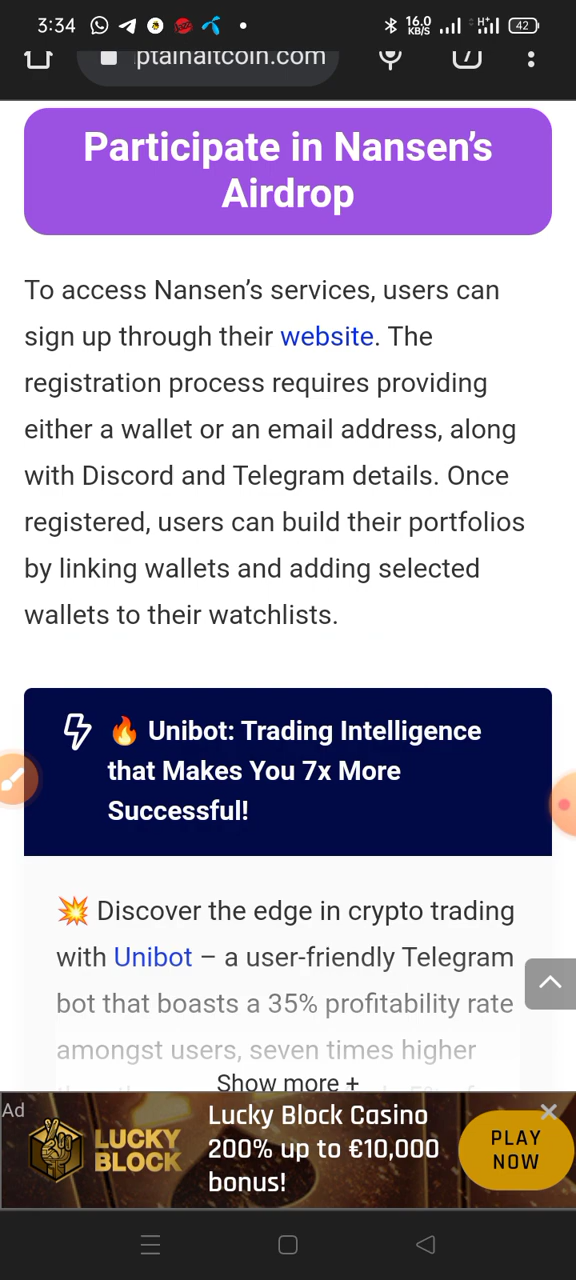 3:34
16.0
KB/S
H+
42
ptainaltcoin.com
7
Participate in Nansen’s
Airdrop
To access Nansen’s services, users can
sign up through their website. The
registration process requires providing
either a wallet or an email address, along
with Discord and Telegram details. Once
registered, users can build their portfolios
by linking wallets and adding selected
wallets to their watchlists.
🔥 Unibot: Trading Intelligence
that Makes You 7x More
Successful!
💥 Discover the edge in crypto trading
with Unibot – a user-friendly Telegram
bot that boasts a 35% profitability rate
amongst users, seven times higher
Show more +
Ad
LUCKY
BLOCK
Lucky Block Casino
200% up to €10,000
bonus!
PLAY
NOW